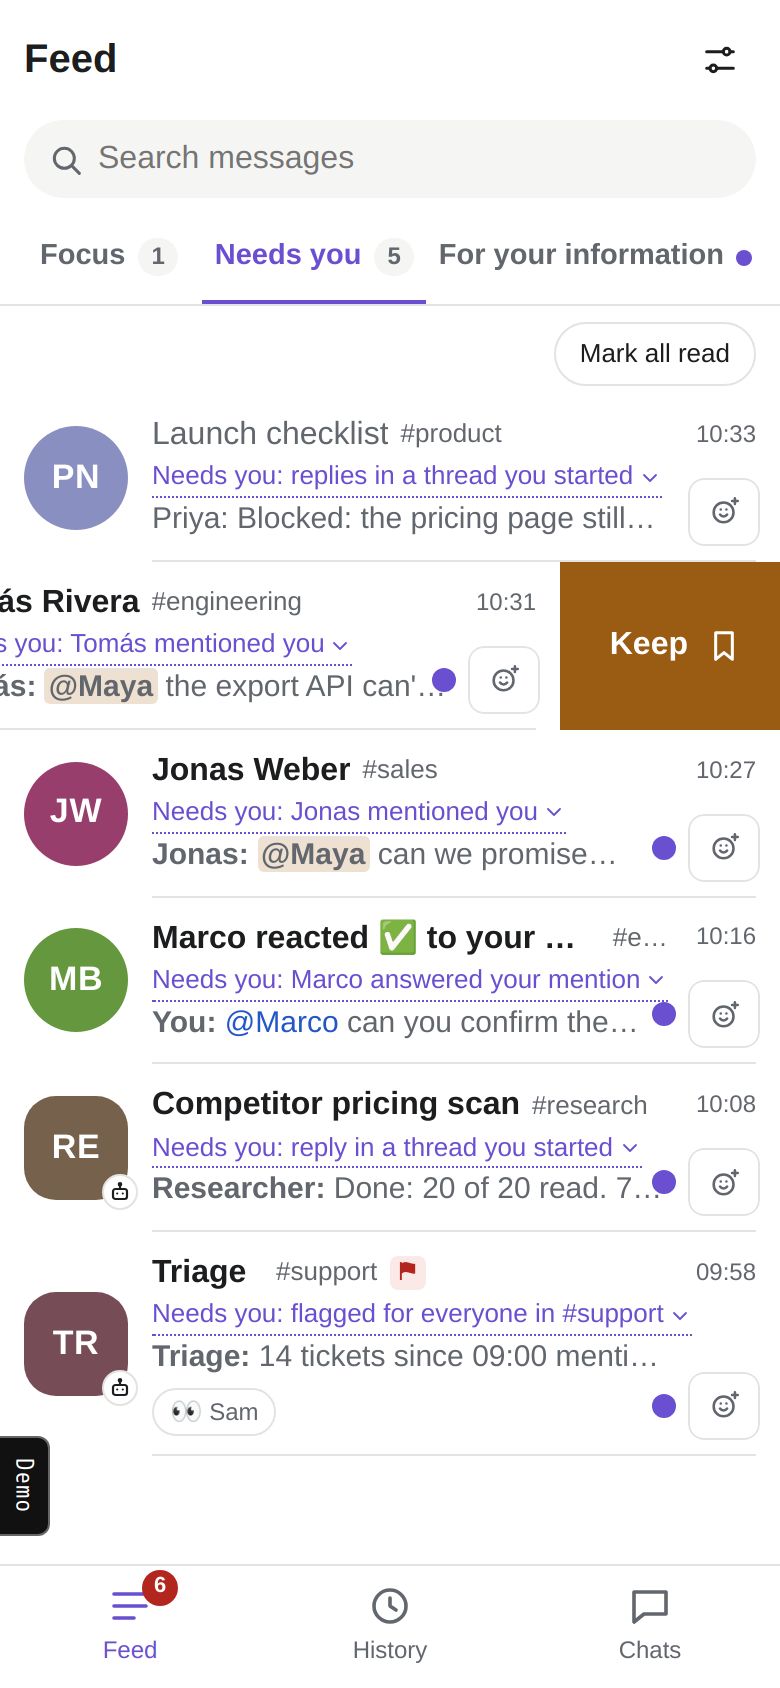 Feed
Search messages
Focus 1 Needs you 5 For your information
Mark all read
PN Launch checklist #product 10:33
Needs you: replies in a thread you started
Priya: Blocked: the pricing page still…
ás Rivera #engineering 10:31
s you: Tomás mentioned you
ás: @Maya the export API can'…
Keep
JW Jonas Weber #sales 10:27
Needs you: Jonas mentioned you
Jonas: @Maya can we promise…
MB Marco reacted ✅ to your … #e… 10:16
Needs you: Marco answered your mention
You: @Marco can you confirm the…
RE Competitor pricing scan #research 10:08
Needs you: reply in a thread you started
Researcher: Done: 20 of 20 read. 7…
TR Triage #support 09:58
Needs you: flagged for everyone in #support
Triage: 14 tickets since 09:00 menti…
👀 Sam
Demo
6
Feed History Chats